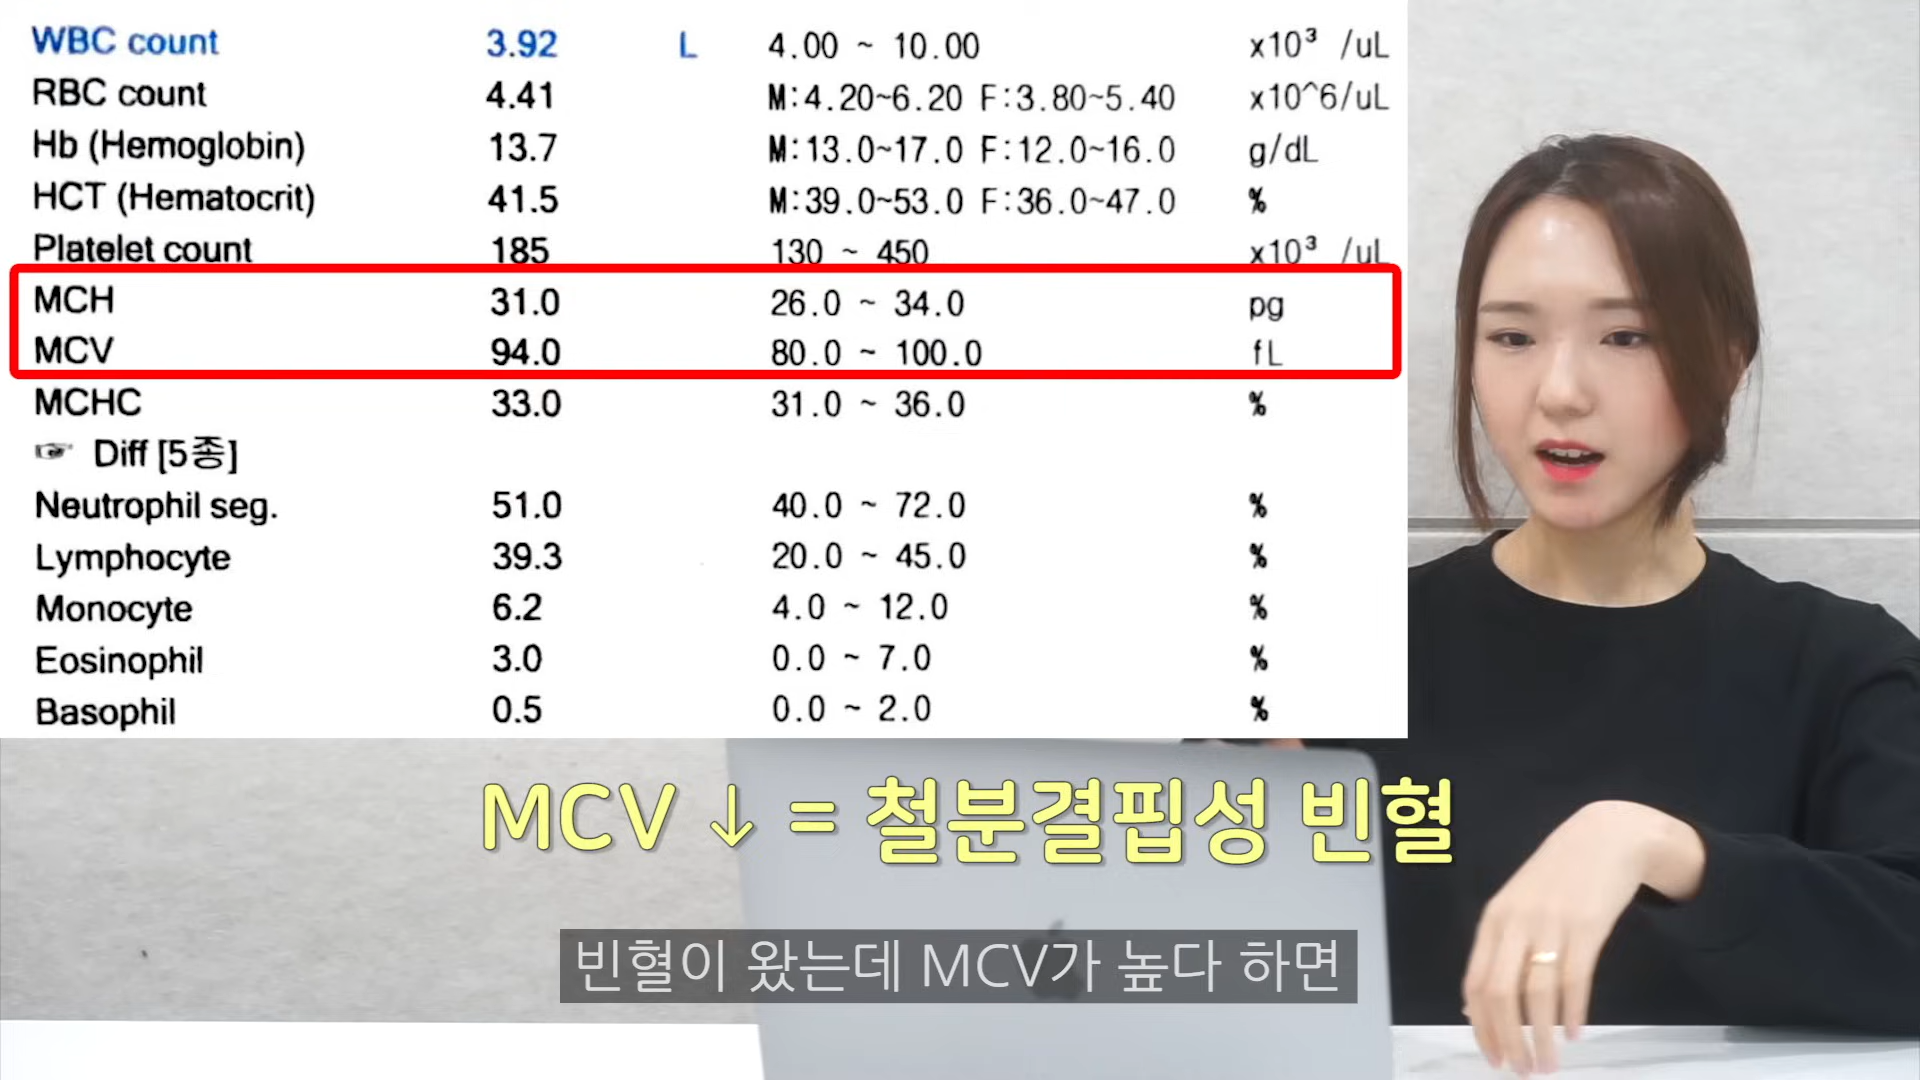 WBC count 3.92 L 4.00 ~ 10.00 x10³ /uL
RBC count 4.41 M:4.20~6.20 F:3.80~5.40 x10^6/uL
Hb (Hemoglobin) 13.7 M:13.0~17.0 F:12.0~16.0 g/dL
HCT (Hematocrit) 41.5 M:39.0~53.0 F:36.0~47.0 %
Platelet count 185 130 ~ 450 x10³ /uL
MCH 31.0 26.0 ~ 34.0 pg
MCV 94.0 80.0 ~ 100.0 fL
MCHC 33.0 31.0 ~ 36.0 %
☞ Diff [5종]
Neutrophil seg. 51.0 40.0 ~ 72.0 %
Lymphocyte 39.3 20.0 ~ 45.0 %
Monocyte 6.2 4.0 ~ 12.0 %
Eosinophil 3.0 0.0 ~ 7.0 %
Basophil 0.5 0.0 ~ 2.0 %
MCV ↓ = 철분결핍성 빈혈
빈혈이 왔는데 MCV가 높다 하면